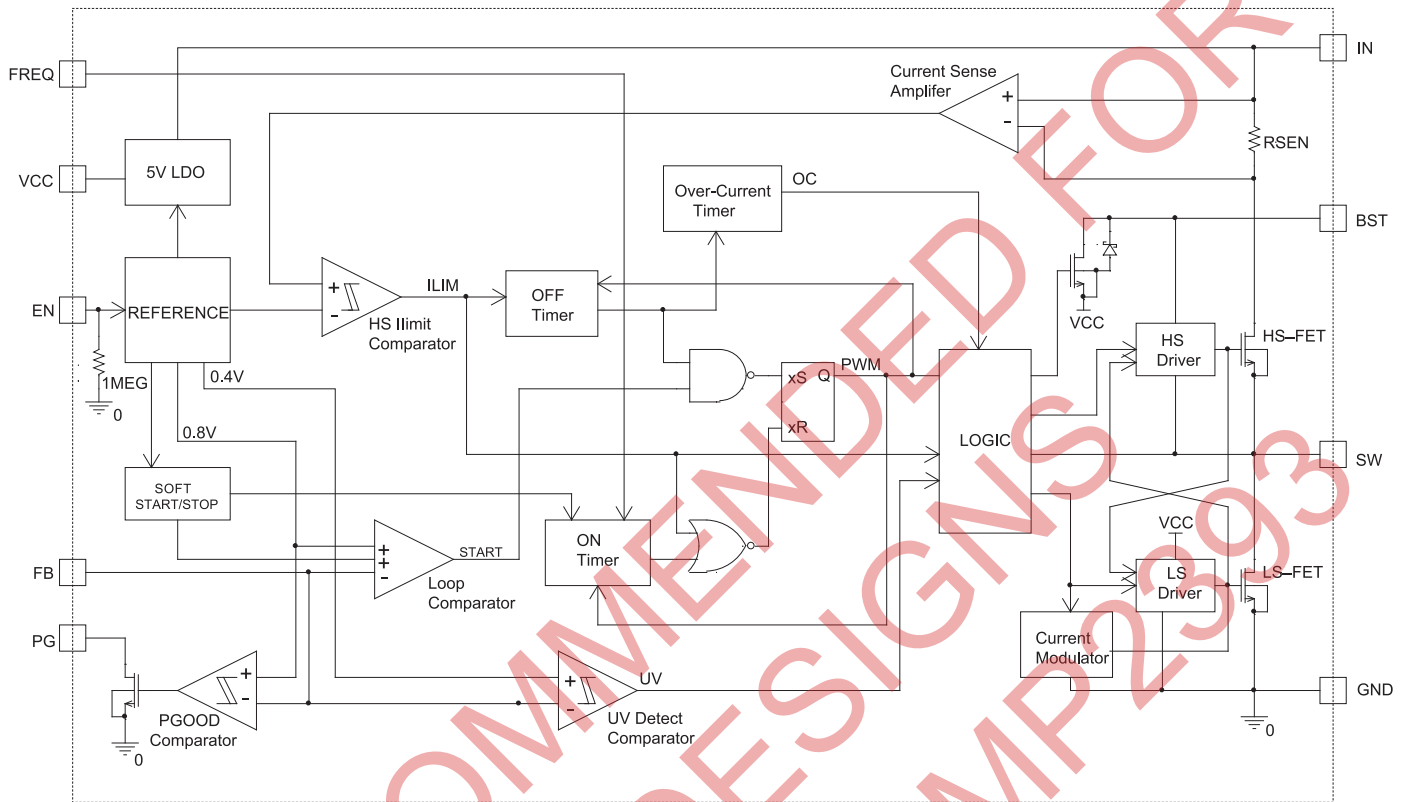 IN
FREQ
Current Sense
Amplifer
+
-
RSEN
5V LDO
VCC
Over-Current
Timer
OC
BST
EN
REFERENCE
+
-
HS Ilimit
Comparator
ILIM
OFF
Timer
VCC
HS
Driver
HS–FET
1MEG
0
0.4V
0.8V
xS
Q
PWM
xR
LOGIC
SW
SOFT
START/STOP
ON
Timer
VCC
LS
Driver
LS–FET
FB
+
+
-
START
Loop
Comparator
PG
+
-
PGOOD
Comparator
0
+
-
UV
UV Detect
Comparator
Current
Modulator
GND
0
OMMENDED FOR
DESIGNS
MP2393